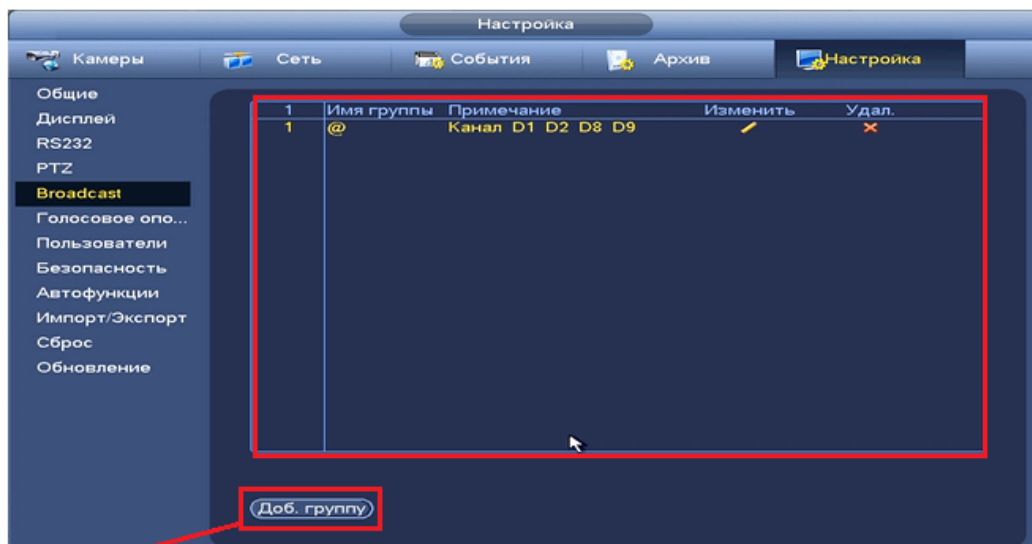 Настройка
Камеры Сеть События Архив Настройка
Общие
Дисплей
RS232
PTZ
Broadcast
Голосовое опо...
Пользователи
Безопасность
Автофункции
Импорт/Экспорт
Сброс
Обновление
1 Имя группы Примечание Изменить Удал.
1 @ Канал D1 D2 D8 D9
Доб. группу